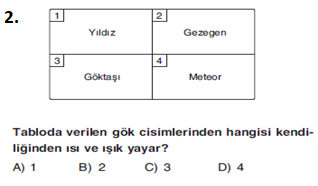 2.
1 Yıldız
2 Gezegen
3 Göktaşı
4 Meteor
Tabloda verilen gök cisimlerinden hangisi kendi-
liğinden ısı ve ışık yayar?
A) 1 B) 2 C) 3 D) 4